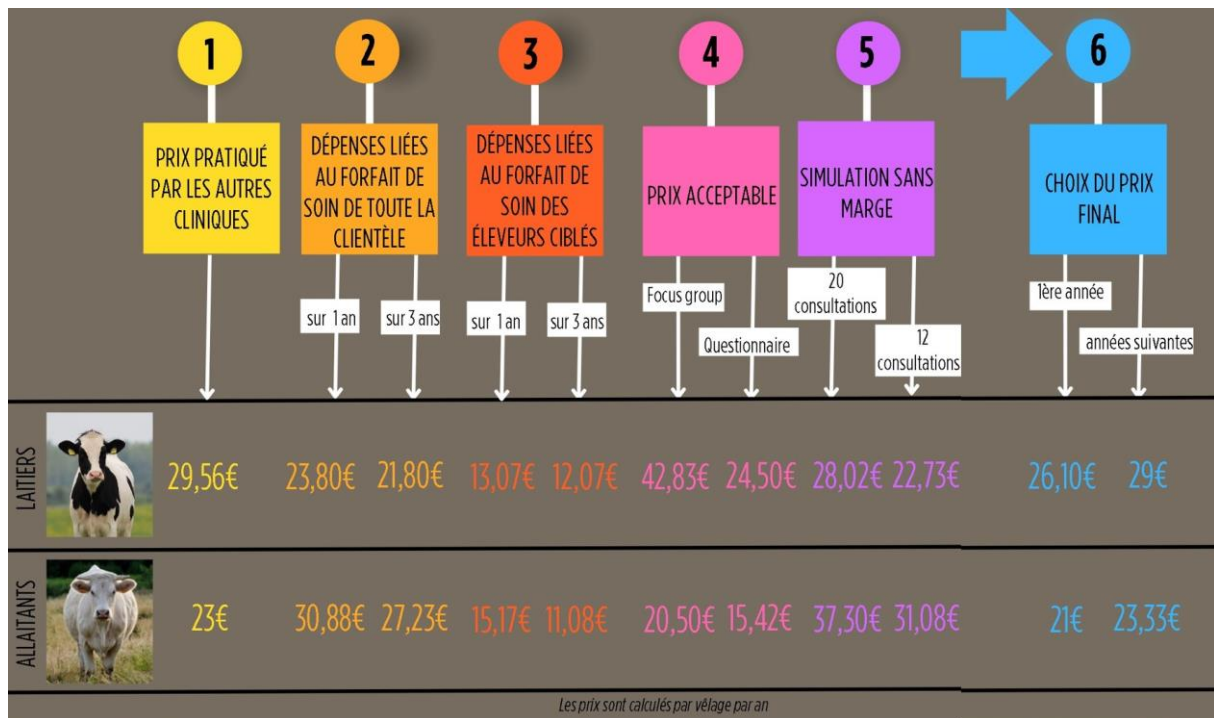 1
2
3
4
5
6
PRIX PRATIQUÉ
PAR LES AUTRES
CLINIQUES
DÉPENSES LIÉES
AU FORFAIT DE
SOIN DE TOUTE LA
CLIENTÈLE
DÉPENSES LIÉES
AU FORFAIT DE
SOIN DES
ÉLEVEURS CIBLÉS
PRIX ACCEPTABLE
SIMULATION SANS
MARGE
CHOIX DU PRIX
FINAL
sur 1 an
sur 3 ans
sur 1 an
sur 3 ans
Focus group
Questionnaire
20
consultations
12
consultations
1ère année
années suivantes
LAITIERS
29,56€ 23,80€ 21,80€ 13,07€ 12,07€ 42,83€ 24,50€ 28,02€ 22,73€ 26,10€ 29€
ALLAITANTS
23€ 30,88€ 27,23€ 15,17€ 11,08€ 20,50€ 15,42€ 37,30€ 31,08€ 21€ 23,33€
Les prix sont calculés par vêlage par an